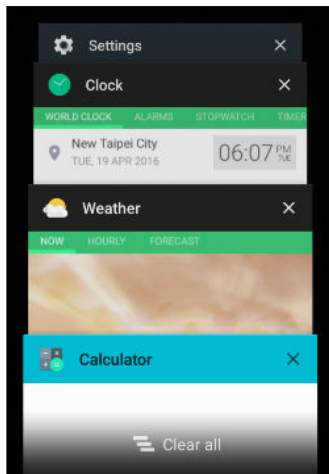 Settings
Clock
WORLD CLOCK ALARMS STOPWATCH TIMER
New Taipei City
TUE, 19 APR 2016
06:07 PM TUE
Weather
NOW HOURLY FORECAST
Calculator
Clear all